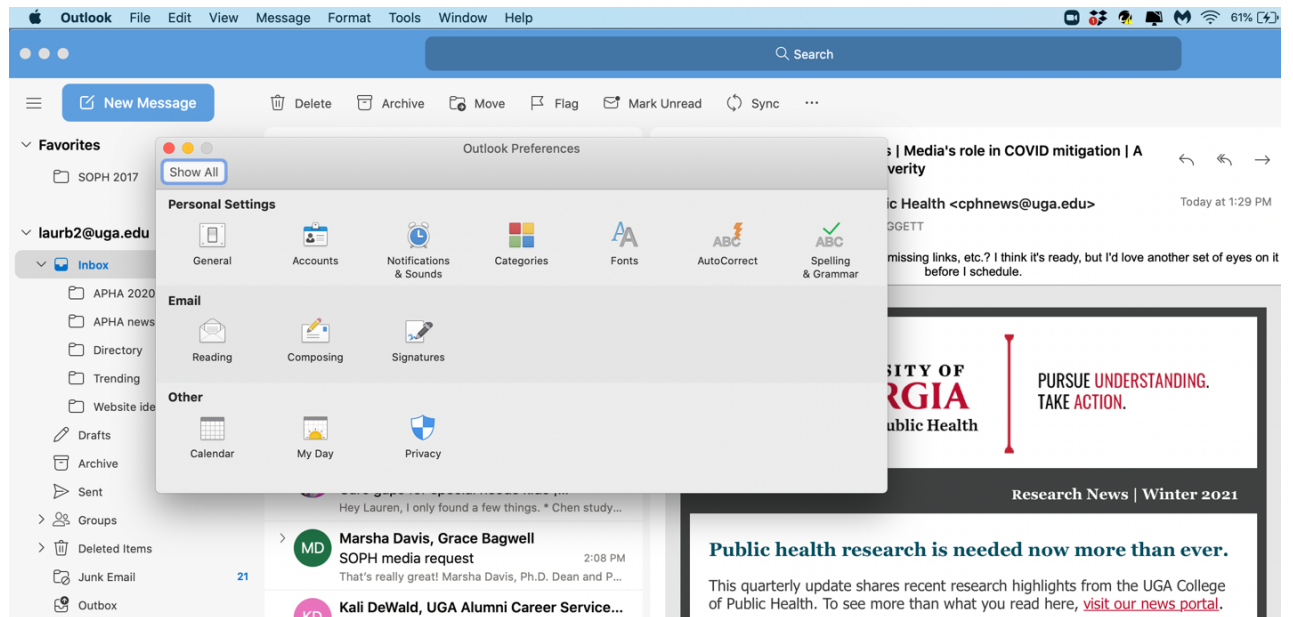 Outlook File Edit View Message Format Tools Window Help
61%
Search
New Message
Delete Archive Move Flag Mark Unread Sync ...
Favorites
SOPH 2017
laurb2@uga.edu
Inbox
APHA 2020
APHA news
Directory
Trending
Website ide
Drafts
Archive
Sent
Groups
Deleted Items
Junk Email 21
Outbox
Outlook Preferences
Show All
Personal Settings
General
Accounts
Notifications
& Sounds
Categories
Fonts
AutoCorrect
Spelling
& Grammar
Email
Reading
Composing
Signatures
Other
Calendar
My Day
Privacy
Hey Lauren, I only found a few things. * Chen study...
MD
Marsha Davis, Grace Bagwell
SOPH media request 2:08 PM
That's really great! Marsha Davis, Ph.D. Dean and P...
Kali DeWald, UGA Alumni Career Service...
s | Media's role in COVID mitigation | A
verity
ic Health <cphnews@uga.edu> Today at 1:29 PM
GGETT
missing links, etc.? I think it's ready, but I'd love another set of eyes on it
before I schedule.
SITY OF
RGIA
ublic Health
PURSUE UNDERSTANDING.
TAKE ACTION.
Research News | Winter 2021
Public health research is needed now more than ever.
This quarterly update shares recent research highlights from the UGA College
of Public Health. To see more than what you read here, visit our news portal.